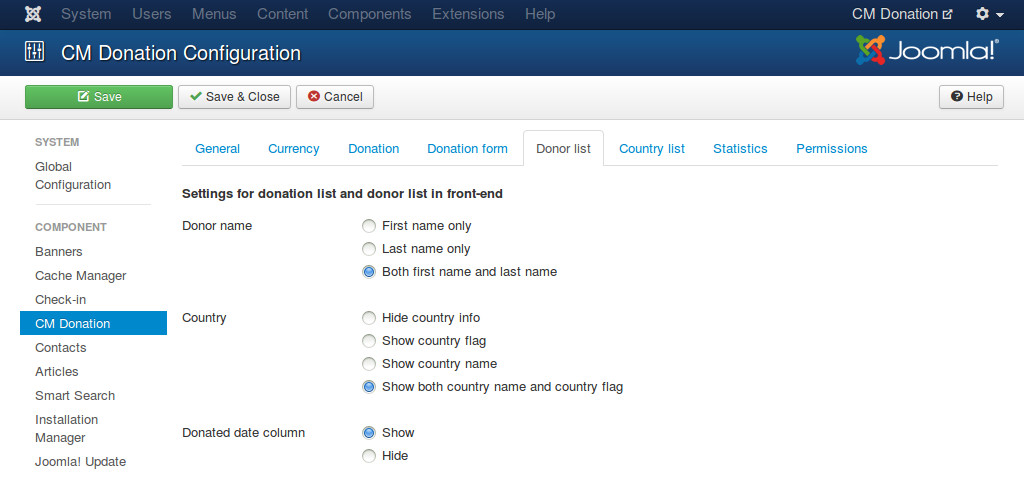 System Users Menus Content Components Extensions Help CM Donation
CM Donation Configuration Joomla!®
Save Save & Close Cancel Help
SYSTEM
Global
Configuration
COMPONENT
Banners
Cache Manager
Check-in
CM Donation
Contacts
Articles
Smart Search
Installation
Manager
Joomla! Update
General Currency Donation Donation form Donor list Country list Statistics Permissions
Settings for donation list and donor list in front-end
Donor name First name only
Last name only
Both first name and last name
Country Hide country info
Show country flag
Show country name
Show both country name and country flag
Donated date column Show
Hide